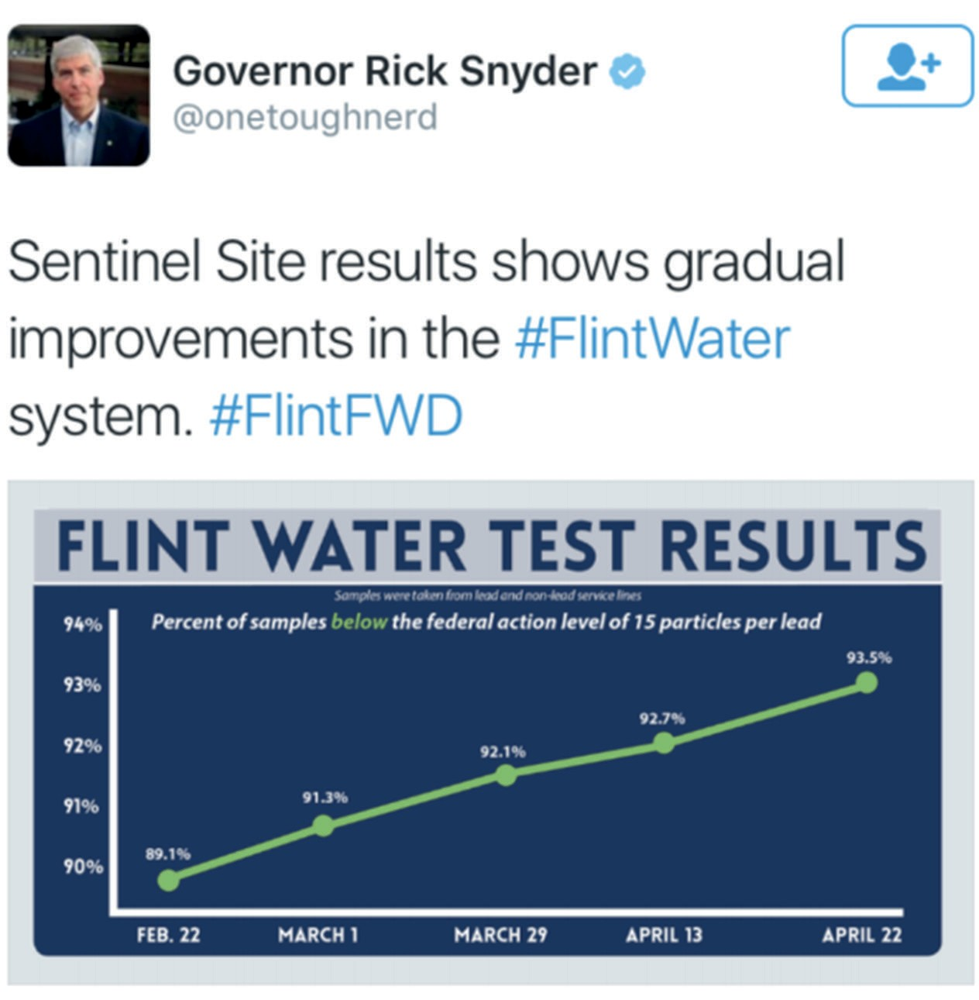 Governor Rick Snyder
@onetoughnerd
Sentinel Site results shows gradual
improvements in the #FlintWater
system. #FlintFWD
FLINT WATER TEST RESULTS
Samples were taken from lead and non-lead service lines
Percent of samples below the federal action level of 15 particles per lead
94%
93%
92%
91%
90%
89.1%
91.3%
92.1%
92.7%
93.5%
FEB. 22 MARCH 1 MARCH 29 APRIL 13 APRIL 22